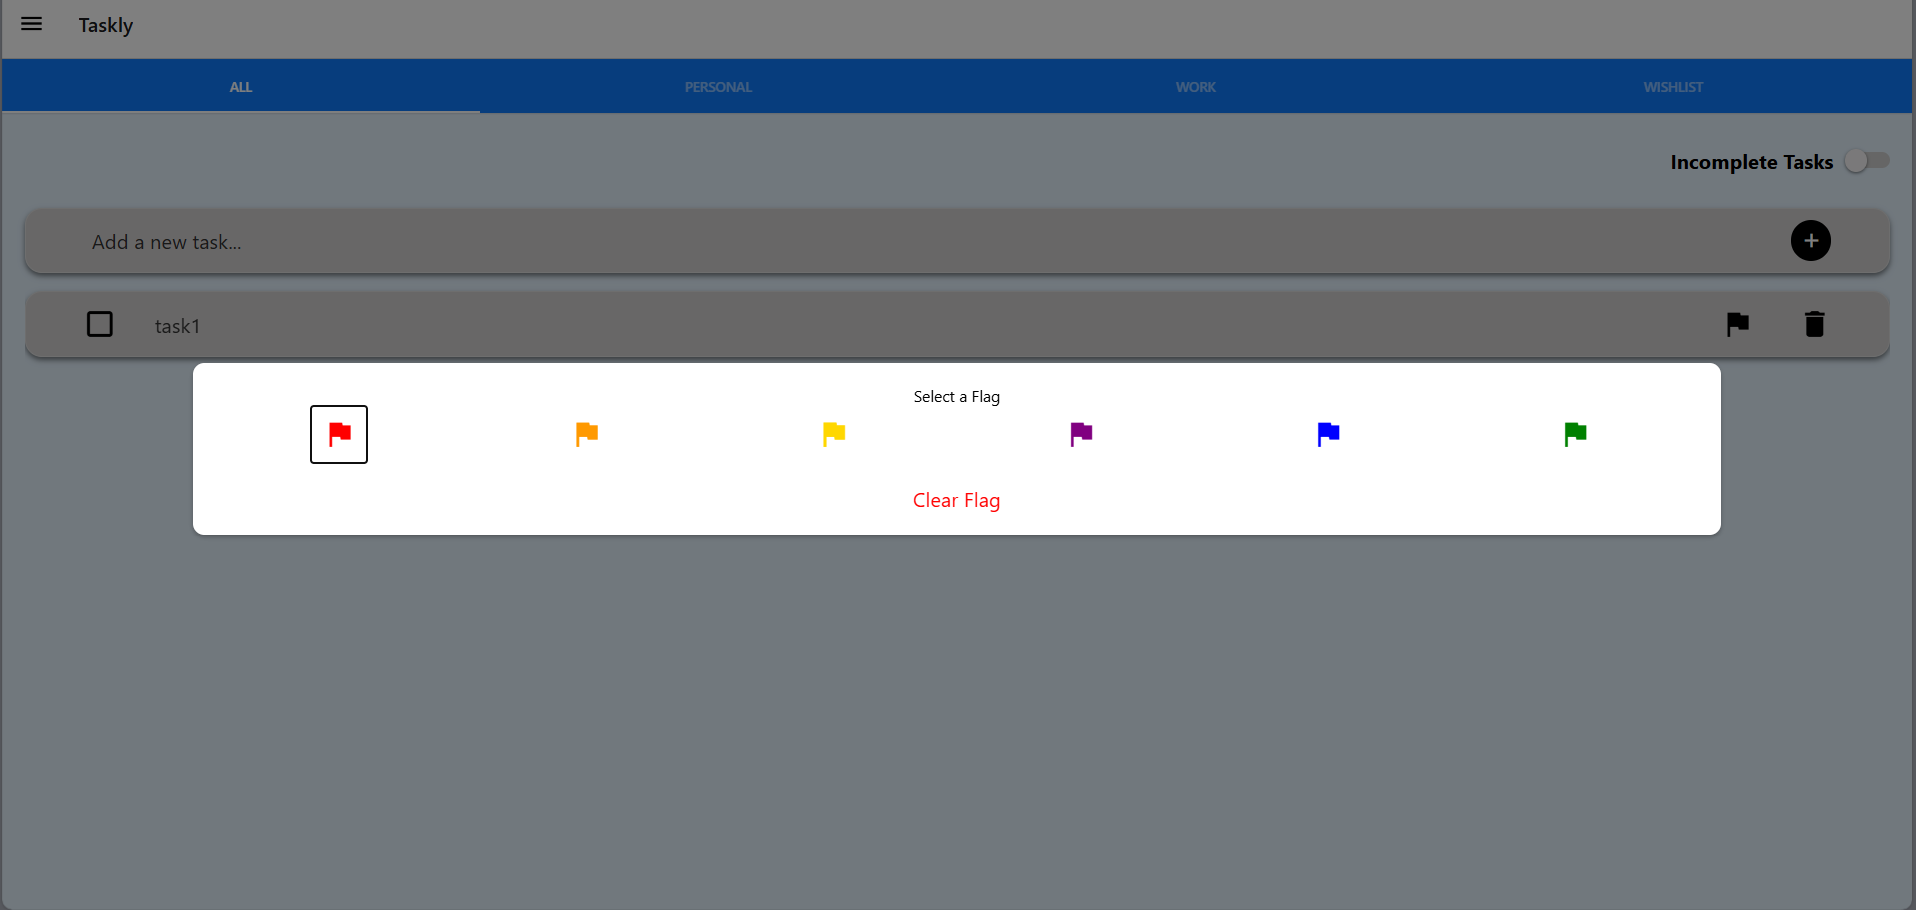 Taskly
ALL PERSONAL WORK WISHLIST
Incomplete Tasks
Add a new task...
task1
Select a Flag
Clear Flag